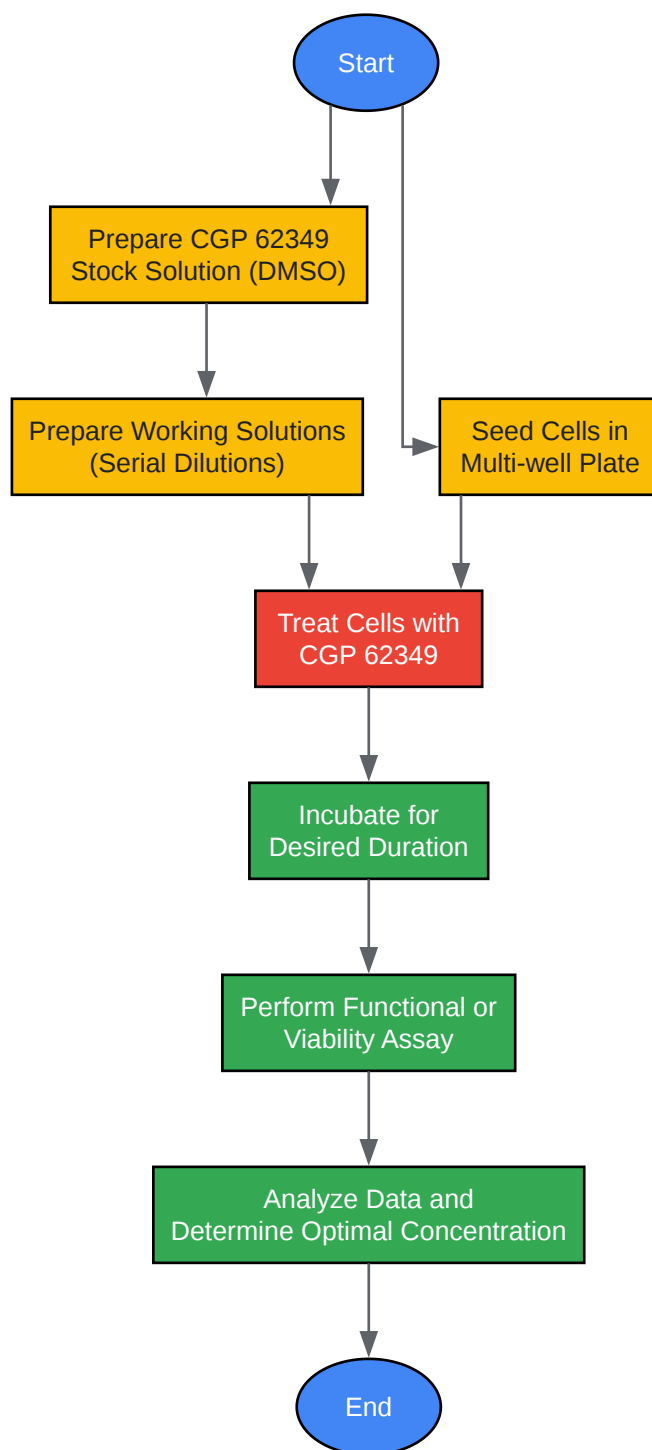 Start
Prepare CGP 62349
Stock Solution (DMSO)
Prepare Working Solutions
(Serial Dilutions)
Seed Cells in
Multi-well Plate
Treat Cells with
CGP 62349
Incubate for
Desired Duration
Perform Functional or
Viability Assay
Analyze Data and
Determine Optimal Concentration
End